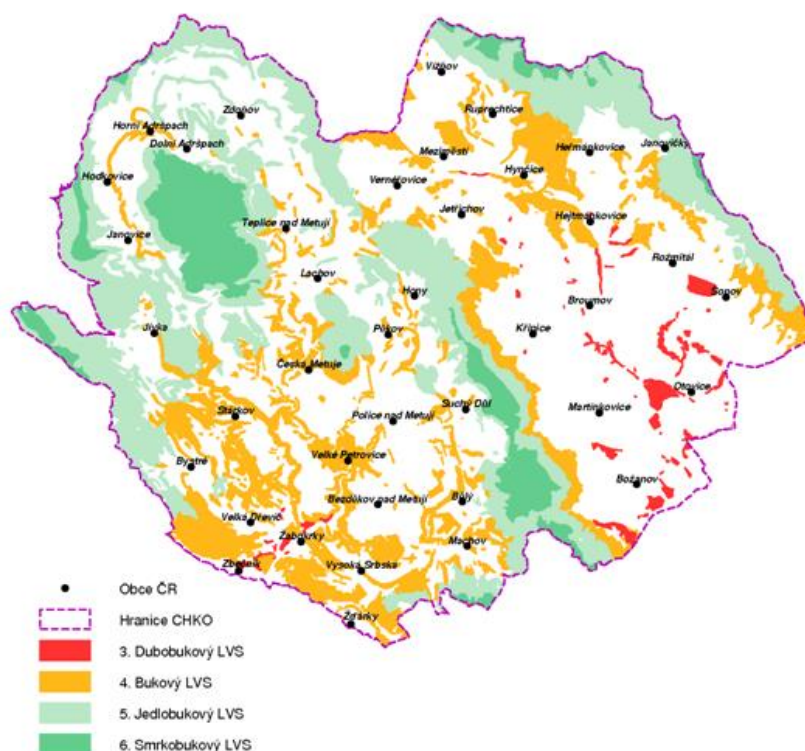 Vižňov
Ruprechtice
Zdoňov
Horní Adršpach
Dolní Adršpach
Meziměstí
Heřmánkovice
Janovičky
Hynčice
Hodkovice
Vernéřovice
Jetřichov
Hejtmánkovice
Teplice nad Metují
Janovice
Rožmitál
Lachov
Hony
Šonov
Broumov
Jívka
Pěkov
Křinice
Česká Metuje
Otovice
Suchý Důl
Stárkov
Police nad Metují
Martínkovice
Velké Petrovice
Bystré
Božanov
Bezděkov nad Metují
Bělý
Velká Dřevíč
Žabokrky
Machov
Zbečník
Vysoká Srbská
Žďárky
Obce ČR
Hranice CHKO
3. Dubobukový LVS
4. Bukový LVS
5. Jedlobukový LVS
6. Smrkobukový LVS